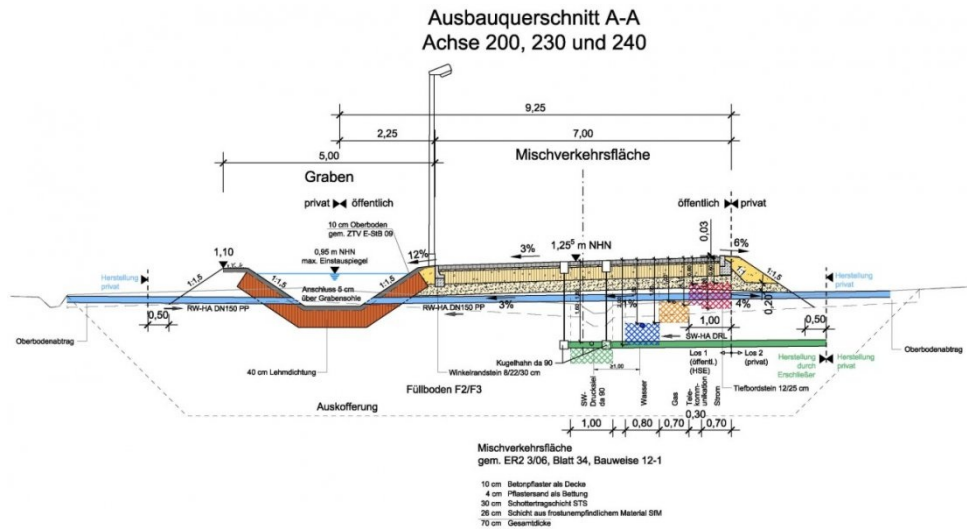 Ausbauquerschnitt A-A
Achse 200, 230 und 240
9,25
2,25
7,00
5,00
Mischverkehrsfläche
Graben
privat
öffentlich
öffentlich
privat
10 cm Oberboden
gem. ZTV E-StB 09
0,03
6%
12%
3%
1,25⁵ m NHN
1,10
0,95 m NHN
max. Einstauspiegel
Herstellung
privat
Herstellung
privat
1:1,5
1:1,5
1:1,5
1:1
1:1,5
Anschluss 5 cm
über Grabensohle
RW-HA DN150 PP
RW-HA DN150 PP
3%
1%
4%
0,20
0,50
1,00
0,50
Oberbodenabtrag
Oberbodenabtrag
SW-HA DRL
Kugelhahn da 90
Winkelrandstein 8/22/30 cm
40 cm Lehmdichtung
Füllboden F2/F3
Auskofferung
≥1,00
Los 1
(öffentl.)
(HSE)
Los 2
(privat)
Herstellung
durch
Erschließer
Herstellung
privat
Tiefbordstein 12/25 cm
SW-
Drucksiel
da 90
Wasser
Gas
Tele-
komm-
unikation
Strom
0,30
1,00
0,80
0,70
0,70
Mischverkehrsfläche
gem. ER2 3/06, Blatt 34, Bauweise 12-1
10 cm Betonpflaster als Decke
4 cm Pflastersand als Bettung
30 cm Schottertragschicht STS
26 cm Schicht aus frostunempfindlichem Material SfM
70 cm Gesamtdicke